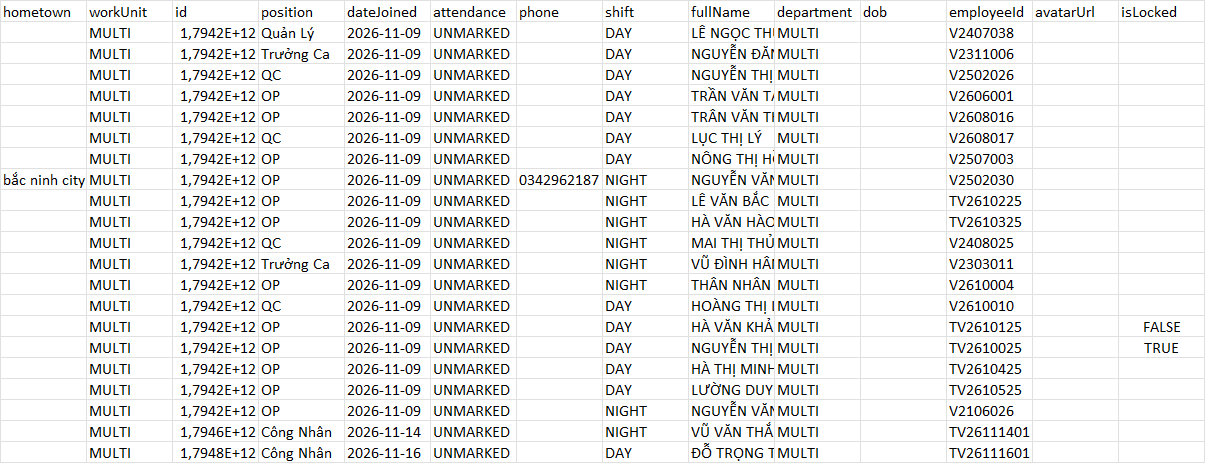 hometown workUnit id position dateJoined attendance phone shift fullName department dob employeeId avatarUrl isLocked
MULTI 1,7942E+12 Quản Lý 2026-11-09 UNMARKED DAY LÊ NGỌC MULTI V2407038
MULTI 1,7942E+12 Trưởng Ca 2026-11-09 UNMARKED DAY NGUYỄN MULTI V2311006
MULTI 1,7942E+12 QC 2026-11-09 UNMARKED DAY NGUYỄN THỊ MULTI V2502026
MULTI 1,7942E+12 OP 2026-11-09 UNMARKED DAY TRẦN VĂN MULTI V2606001
MULTI 1,7942E+12 OP 2026-11-09 UNMARKED DAY TRÂN VĂN MULTI V2608016
MULTI 1,7942E+12 QC 2026-11-09 UNMARKED DAY LỤC THỊ LÝ MULTI V2608017
MULTI 1,7942E+12 OP 2026-11-09 UNMARKED DAY NÔNG THỊ MULTI V2507003
bắc ninh city MULTI 1,7942E+12 OP 2026-11-09 UNMARKED 0342962187 NIGHT NGUYỄN VĂN MULTI V2502030
MULTI 1,7942E+12 OP 2026-11-09 UNMARKED NIGHT LÊ VĂN BẮC MULTI TV2610225
MULTI 1,7942E+12 OP 2026-11-09 UNMARKED NIGHT HÀ VĂN HÀO MULTI TV2610325
MULTI 1,7942E+12 QC 2026-11-09 UNMARKED NIGHT MAI THỊ MULTI V2408025
MULTI 1,7942E+12 Trưởng Ca 2026-11-09 UNMARKED NIGHT VŨ ĐÌNH MULTI V2303011
MULTI 1,7942E+12 OP 2026-11-09 UNMARKED NIGHT THÂN NHÂN MULTI V2610004
MULTI 1,7942E+12 QC 2026-11-09 UNMARKED DAY HOÀNG THỊ MULTI V2610010
MULTI 1,7942E+12 OP 2026-11-09 UNMARKED DAY HÀ VĂN MULTI TV2610125 FALSE
MULTI 1,7942E+12 OP 2026-11-09 UNMARKED DAY NGUYỄN THỊ MULTI TV2610025 TRUE
MULTI 1,7942E+12 OP 2026-11-09 UNMARKED DAY HÀ THỊ MINH MULTI TV2610425
MULTI 1,7942E+12 OP 2026-11-09 UNMARKED DAY LƯỜNG DUY MULTI TV2610525
MULTI 1,7942E+12 OP 2026-11-09 UNMARKED NIGHT NGUYỄN VĂN MULTI V2106026
MULTI 1,7946E+12 Công Nhân 2026-11-14 UNMARKED NIGHT VŨ VĂN MULTI TV26111401
MULTI 1,7948E+12 Công Nhân 2026-11-16 UNMARKED DAY ĐỖ TRỌNG MULTI TV26111601